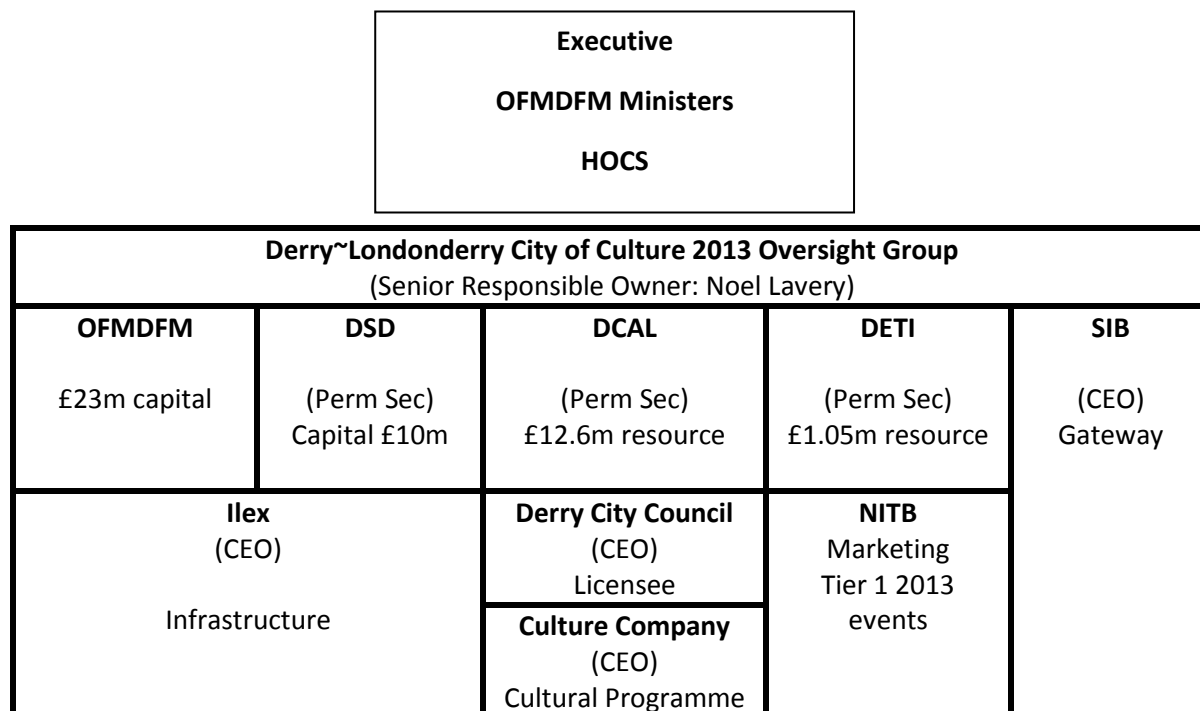 Executive
OFMDFM Ministers
HOCS
Derry~Londonderry City of Culture 2013 Oversight Group
(Senior Responsible Owner: Noel Lavery)
OFMDFM
£23m capital
DSD
(Perm Sec)
Capital £10m
DCAL
(Perm Sec)
£12.6m resource
DETI
(Perm Sec)
£1.05m resource
SIB
(CEO)
Gateway
Ilex
(CEO)
Infrastructure
Derry City Council
(CEO)
Licensee
Culture Company
(CEO)
Cultural Programme
NITB
Marketing
Tier 1 2013
events